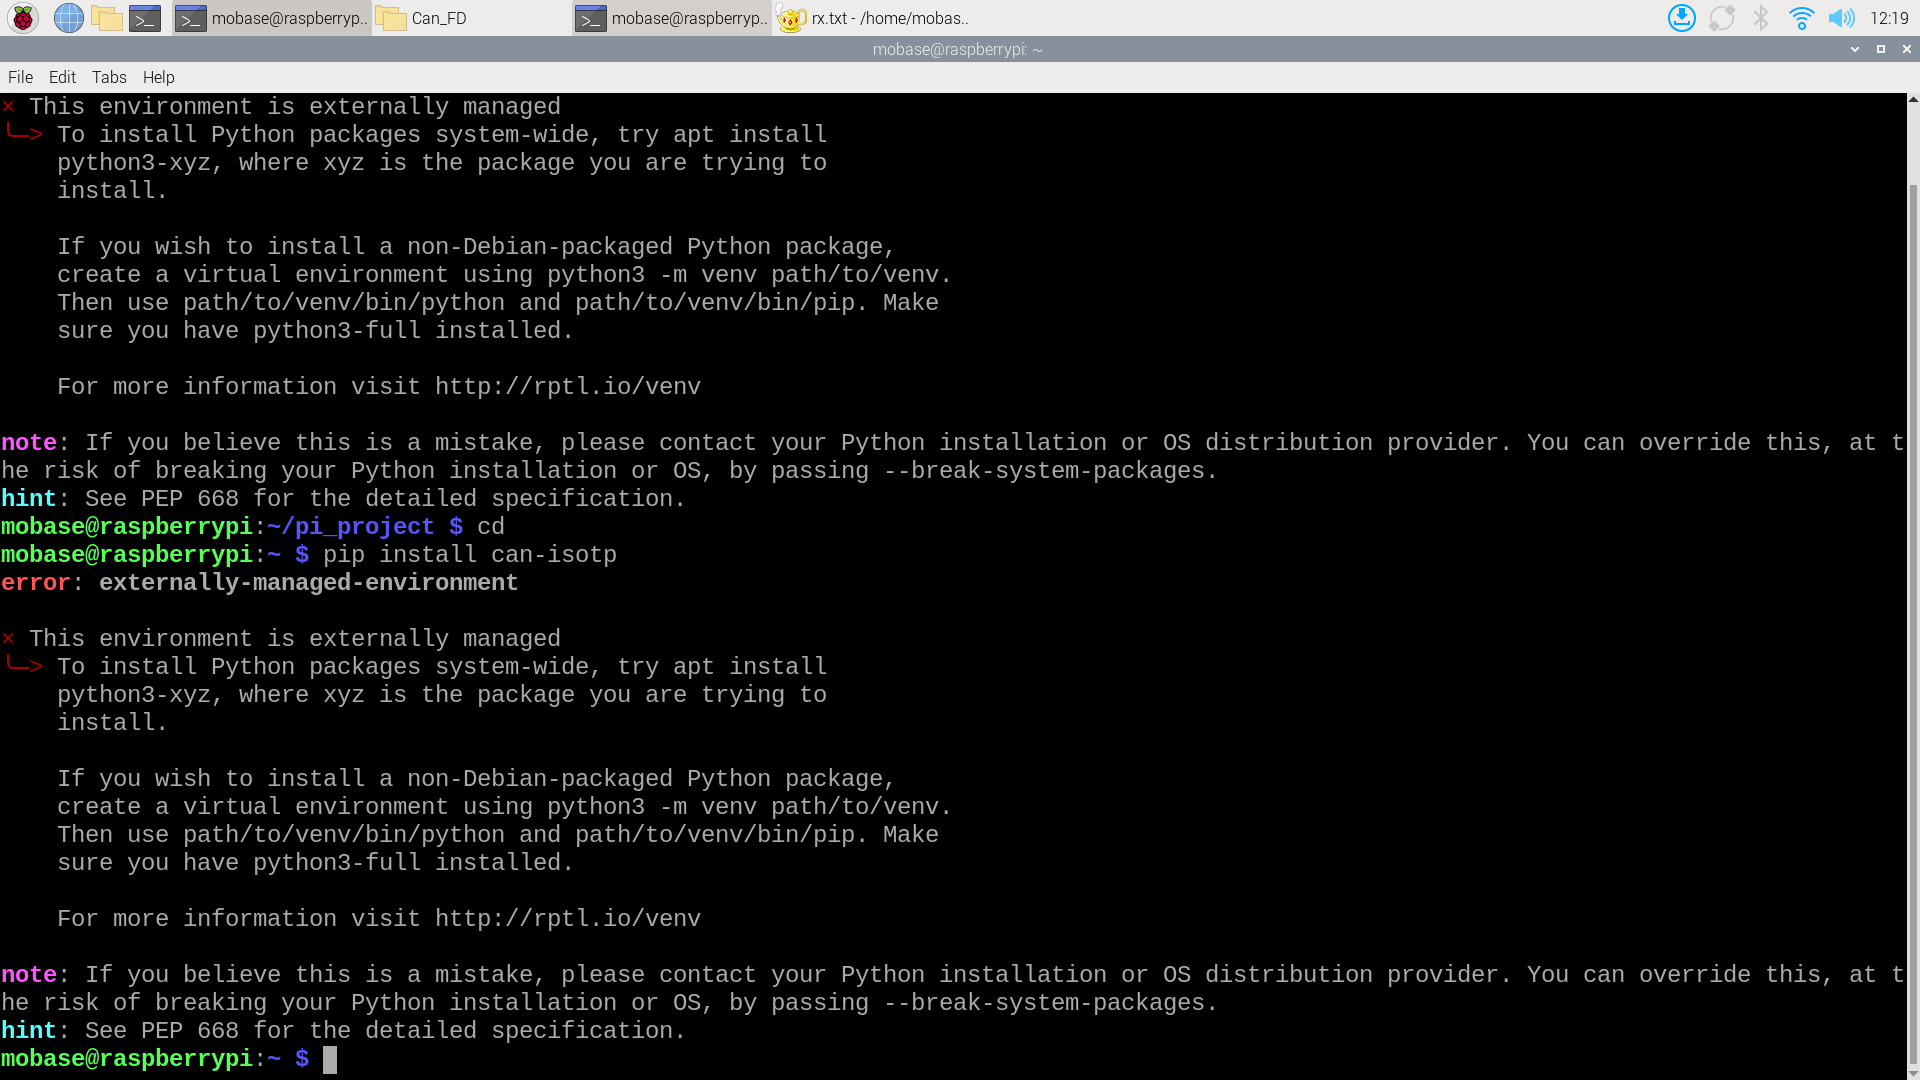 mobase@raspberryp..
Can_FD
mobase@raspberryp..
rx.txt - /home/mobas..
12:19
mobase@raspberrypi: ~
File Edit Tabs Help
× This environment is externally managed
╰─> To install Python packages system-wide, try apt install
python3-xyz, where xyz is the package you are trying to
install.
If you wish to install a non-Debian-packaged Python package,
create a virtual environment using python3 -m venv path/to/venv.
Then use path/to/venv/bin/python and path/to/venv/bin/pip. Make
sure you have python3-full installed.
For more information visit http://rptl.io/venv
note: If you believe this is a mistake, please contact your Python installation or OS distribution provider. You can override this, at t
he risk of breaking your Python installation or OS, by passing --break-system-packages.
hint: See PEP 668 for the detailed specification.
mobase@raspberrypi:~/pi_project $ cd
mobase@raspberrypi:~ $ pip install can-isotp
error: externally-managed-environment
× This environment is externally managed
╰─> To install Python packages system-wide, try apt install
python3-xyz, where xyz is the package you are trying to
install.
If you wish to install a non-Debian-packaged Python package,
create a virtual environment using python3 -m venv path/to/venv.
Then use path/to/venv/bin/python and path/to/venv/bin/pip. Make
sure you have python3-full installed.
For more information visit http://rptl.io/venv
note: If you believe this is a mistake, please contact your Python installation or OS distribution provider. You can override this, at t
he risk of breaking your Python installation or OS, by passing --break-system-packages.
hint: See PEP 668 for the detailed specification.
mobase@raspberrypi:~ $